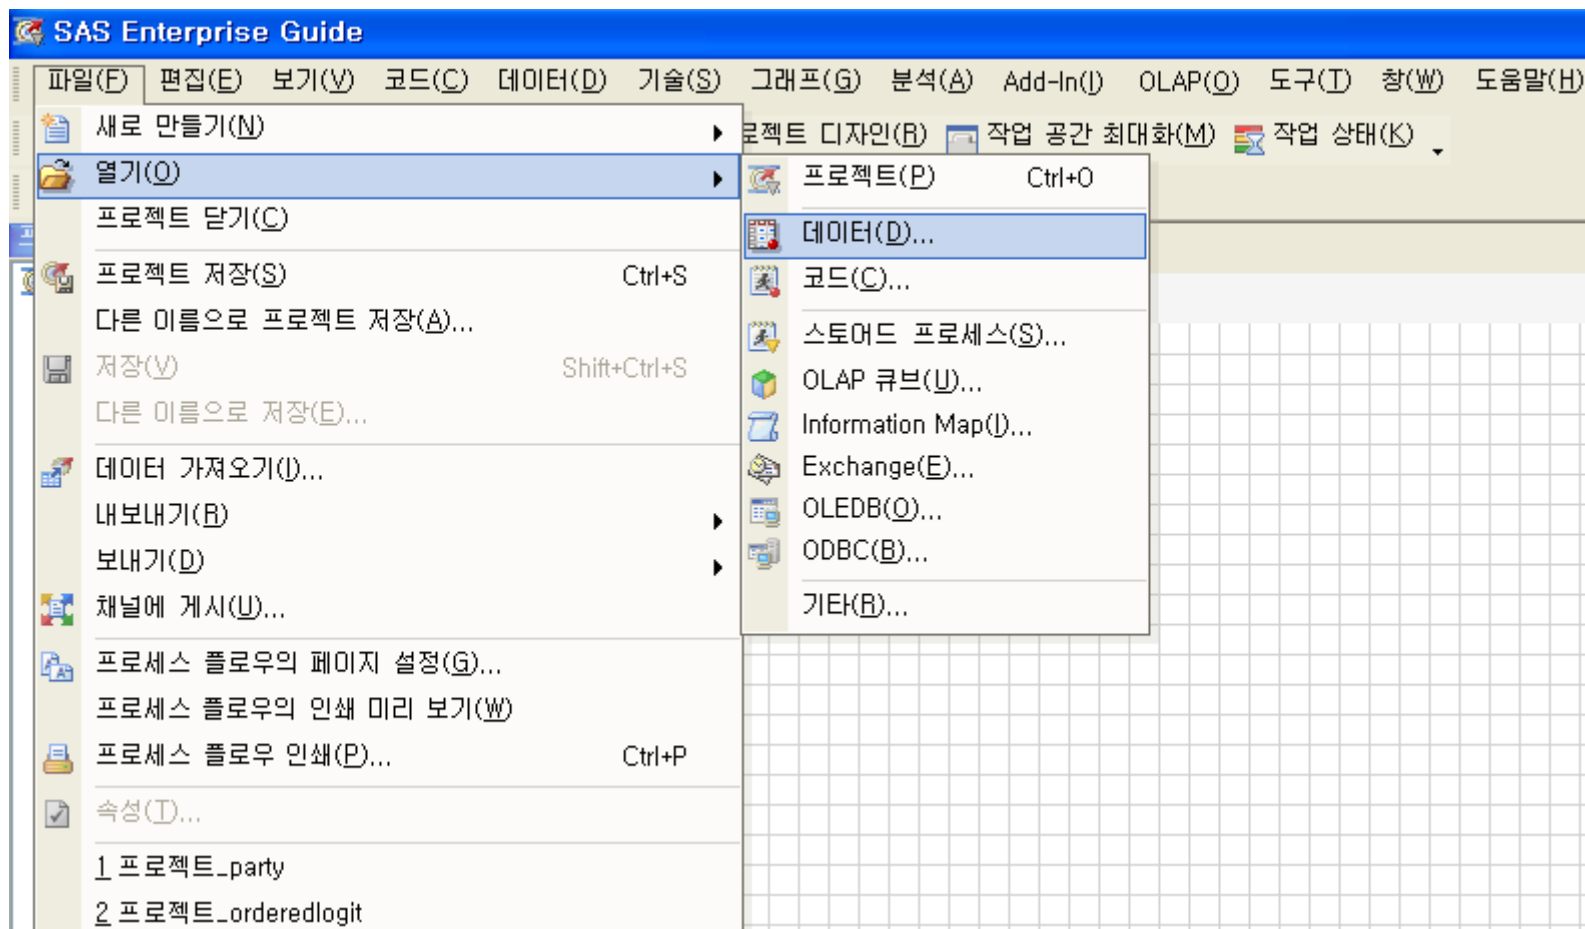 SAS Enterprise Guide
파일(F) 편집(E) 보기(V) 코드(C) 데이터(D) 기술(S) 그래프(G) 분석(A) Add-In(I) OLAP(O) 도구(T) 창(W) 도움말(H)
로젝트 디자인(R) 작업 공간 최대화(M) 작업 상태(K)
새로 만들기(N)
열기(O)
프로젝트 닫기(C)
프로젝트 저장(S) Ctrl+S
다른 이름으로 프로젝트 저장(A)...
저장(V) Shift+Ctrl+S
다른 이름으로 저장(E)...
데이터 가져오기(I)...
내보내기(R)
보내기(D)
채널에 게시(U)...
프로세스 플로우의 페이지 설정(G)...
프로세스 플로우의 인쇄 미리 보기(W)
프로세스 플로우 인쇄(P)... Ctrl+P
속성(T)...
1 프로젝트_party
2 프로젝트_orderedlogit
프로젝트(P) Ctrl+O
데이터(D)...
코드(C)...
스토어드 프로세스(S)...
OLAP 큐브(U)...
Information Map(I)...
Exchange(E)...
OLEDB(O)...
ODBC(B)...
기타(R)...